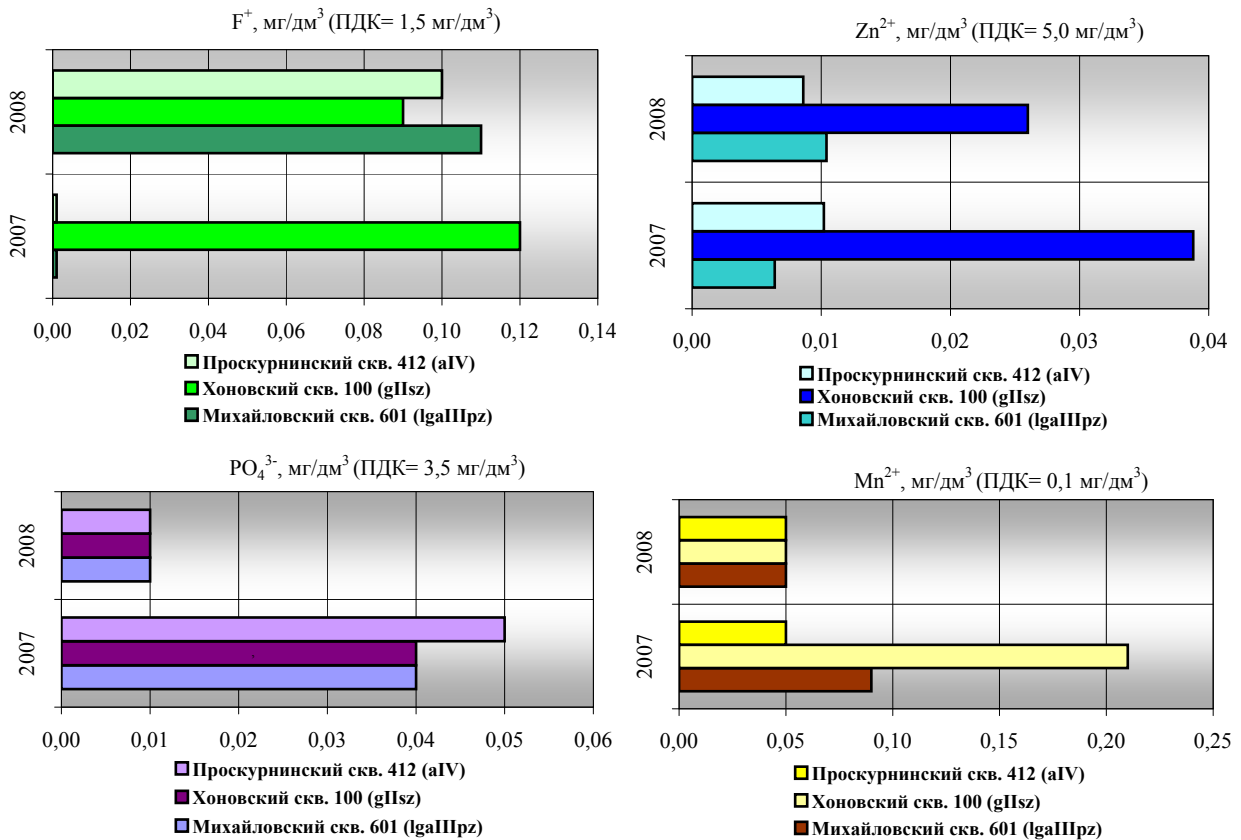 F⁺, мг/дм³ (ПДК= 1,5 мг/дм³)
2008
2007
0,00 0,02 0,04 0,06 0,08 0,10 0,12 0,14
Проскурнинский скв. 412 (aIV)
Хоновский скв. 100 (gIIsz)
Михайловский скв. 601 (lgaIIIpz)
Zn²⁺, мг/дм³ (ПДК= 5,0 мг/дм³)
2008
2007
0,00 0,01 0,02 0,03 0,04
Проскурнинский скв. 412 (aIV)
Хоновский скв. 100 (gIIsz)
Михайловский скв. 601 (lgaIIIpz)
PO₄³⁻, мг/дм³ (ПДК= 3,5 мг/дм³)
2008
2007
0,00 0,01 0,02 0,03 0,04 0,05 0,06
Проскурнинский скв. 412 (aIV)
Хоновский скв. 100 (gIIsz)
Михайловский скв. 601 (lgaIIIpz)
Mn²⁺, мг/дм³ (ПДК= 0,1 мг/дм³)
2008
2007
0,00 0,05 0,10 0,15 0,20 0,25
Проскурнинский скв. 412 (aIV)
Хоновский скв. 100 (gIIsz)
Михайловский скв. 601 (lgaIIIpz)